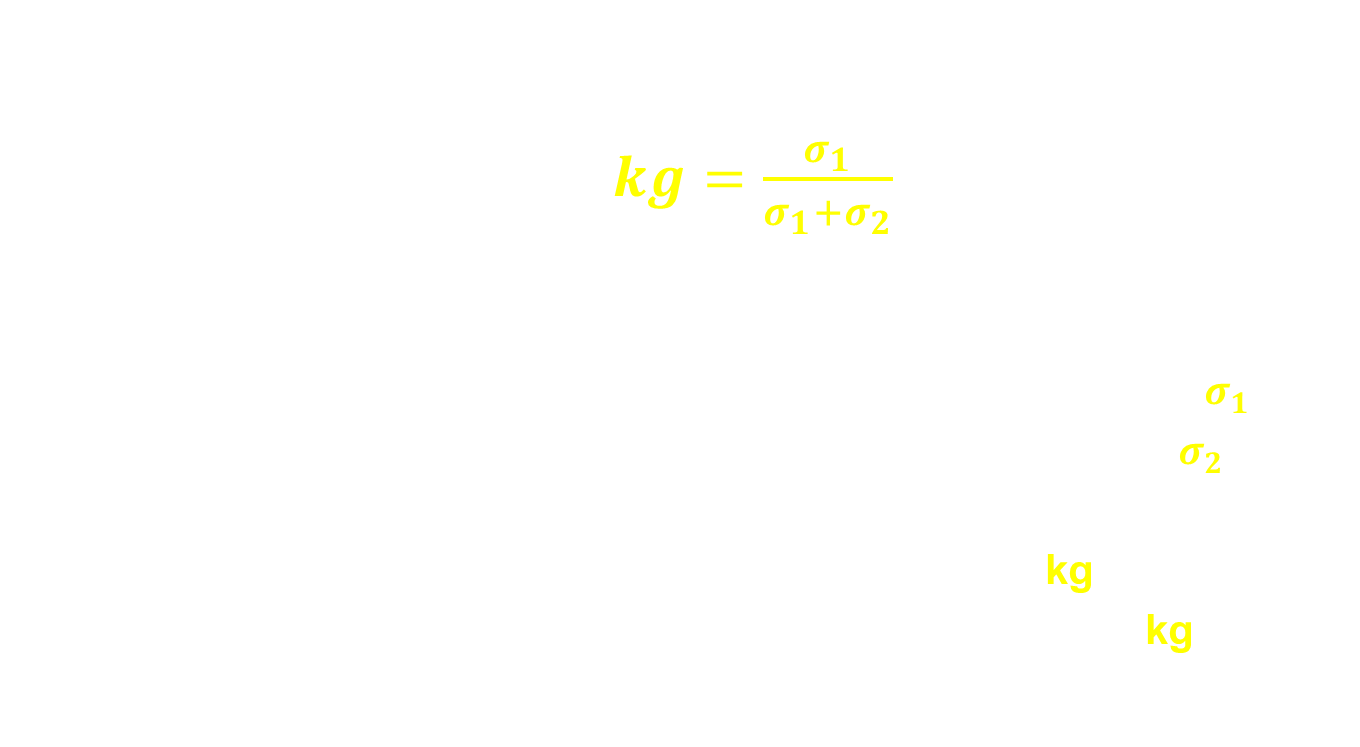 kg = σ₁ / (σ₁+σ₂)
σ₁
σ₂
kg
kg